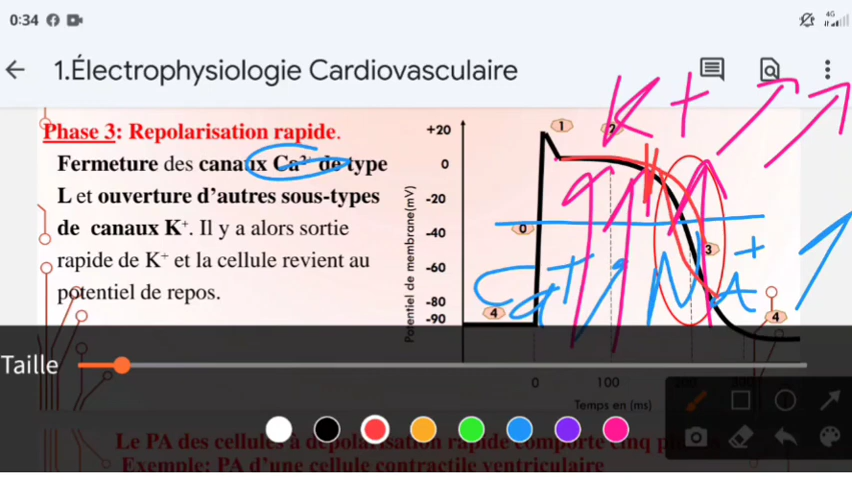 0:34
4G
1.Électrophysiologie Cardiovasculaire
Phase 3: Repolarisation rapide.
Fermeture des canaux Ca²⁺ de type
L et ouverture d'autres sous-types
de canaux K⁺. Il y a alors sortie
rapide de K⁺ et la cellule revient au
potentiel de repos.
Potentiel de membrane(mV)
+20
0
-20
-40
-60
-80
-90
1
2
0
3
4
4
K+
Na+
0
100
200
300
Temps en (ms)
Taille
Le PA des cellules à dépolarisation rapide comporte cinq
Exemple: PA d'une cellule contractile ventriculaire